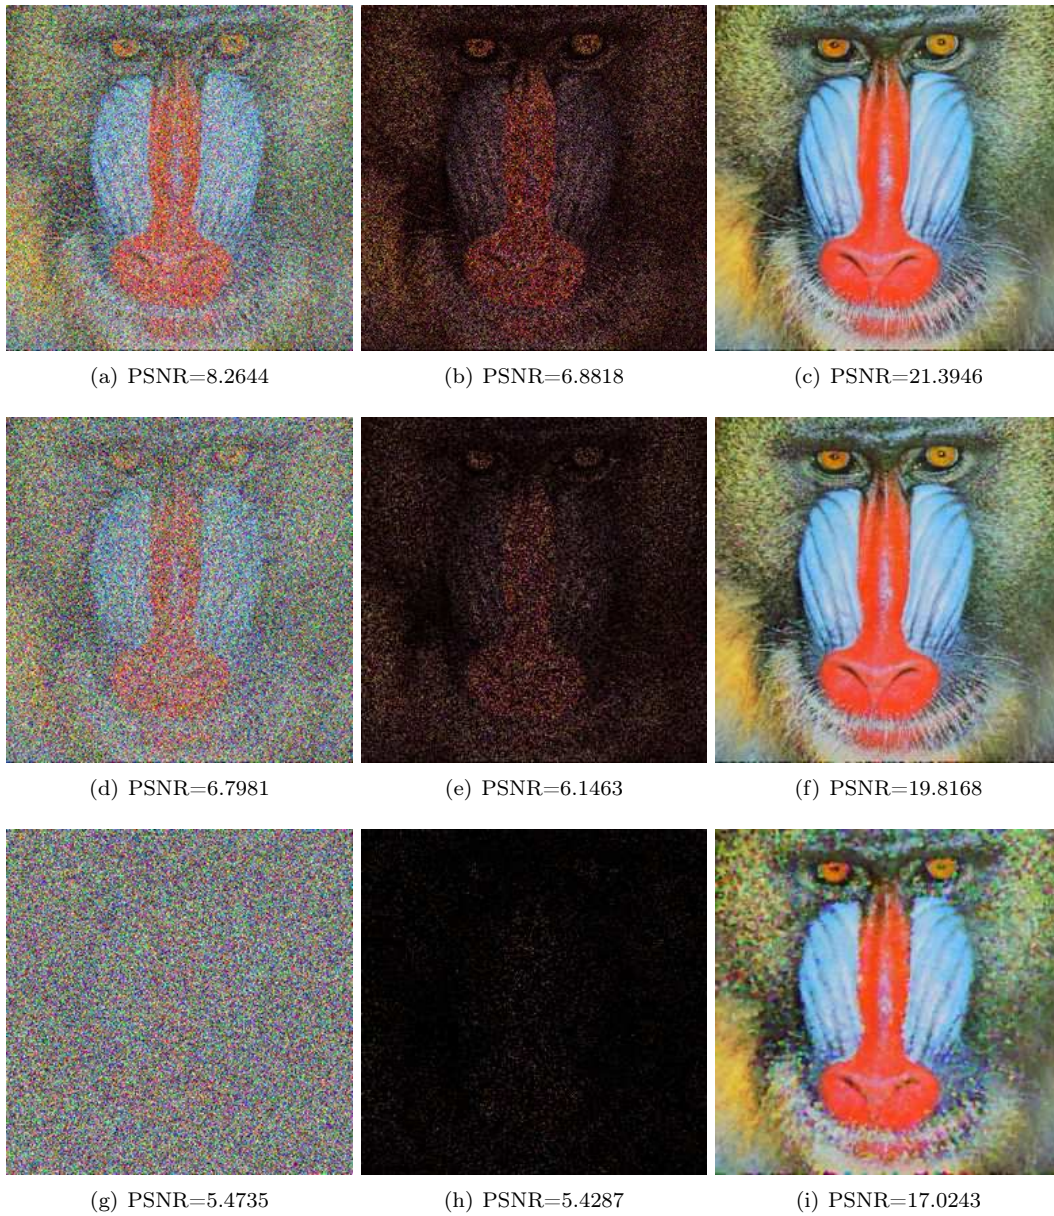 (a) PSNR=8.2644
(b) PSNR=6.8818
(c) PSNR=21.3946
(d) PSNR=6.7981
(e) PSNR=6.1463
(f) PSNR=19.8168
(g) PSNR=5.4735
(h) PSNR=5.4287
(i) PSNR=17.0243